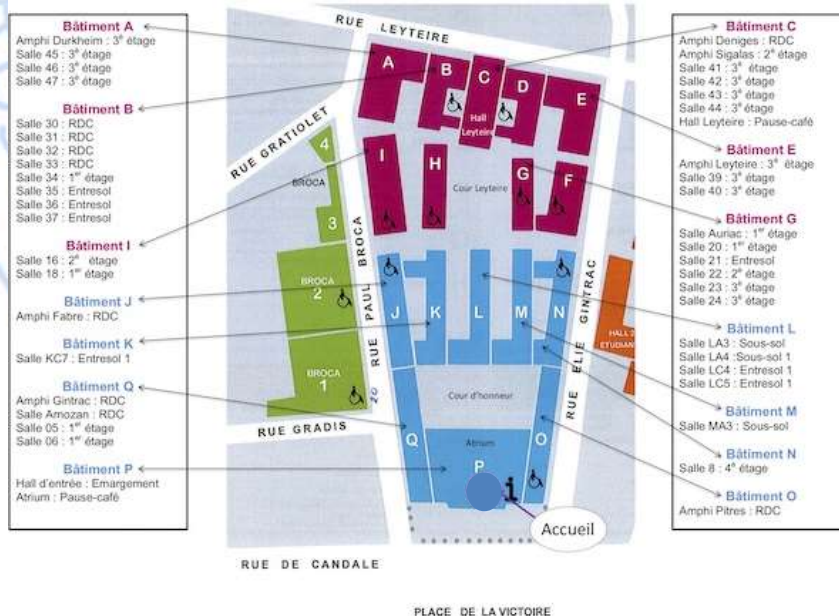 Bâtiment A
Amphi Durkheim : 3e étage
Salle 45 : 3e étage
Salle 46 : 3e étage
Salle 47 : 3e étage
Bâtiment B
Salle 30 : RDC
Salle 31 : RDC
Salle 32 : RDC
Salle 33 : RDC
Salle 34 : 1er étage
Salle 35 : Entresol
Salle 36 : Entresol
Salle 37 : Entresol
Bâtiment I
Salle 16 : 2e étage
Salle 18 : 1er étage
Bâtiment J
Amphi Fabre : RDC
Bâtiment K
Salle KC7 : Entresol 1
Bâtiment Q
Amphi Gintrac : RDC
Salle Arnozan : RDC
Salle 05 : 1er étage
Salle 06 : 1er étage
Bâtiment P
Hall d'entrée : Emargement
Atrium : Pause-café
RUE LEYTEIRE
A
B
C
D
E
Hall
Leyteire
RUE GRATIOLET
4
BROCA
3
I
H
Cour Leyteire
G
F
BROCA
2
RUE PAUL BROCA
J
K
L
M
N
RUE ELIE GINTRAC
HALL 2
ETUDIAN
BROCA
1
20
Cour d'honneur
RUE GRADIS
Q
Atrium
P
O
i
Accueil
RUE DE CANDALE
PLACE DE LA VICTOIRE
Bâtiment C
Amphi Deniges : RDC
Amphi Sigalas : 2e étage
Salle 41 : 3e étage
Salle 42 : 3e étage
Salle 43 : 3e étage
Salle 44 : 3e étage
Hall Leyteire : Pause-café
Bâtiment E
Amphi Leyteire : 3e étage
Salle 39 : 3e étage
Salle 40 : 3e étage
Bâtiment G
Salle Auriac : 1er étage
Salle 20 : 1er étage
Salle 21 : Entresol
Salle 22 : 2e étage
Salle 23 : 3e étage
Salle 24 : 3e étage
Bâtiment L
Salle LA3 : Sous-sol
Salle LA4 :Sous-sol 1
Salle LC4 : Entresol 1
Salle LC5 : Entresol 1
Bâtiment M
Salle MA3 : Sous-sol
Bâtiment N
Salle 8 : 4e étage
Bâtiment O
Amphi Pitres : RDC